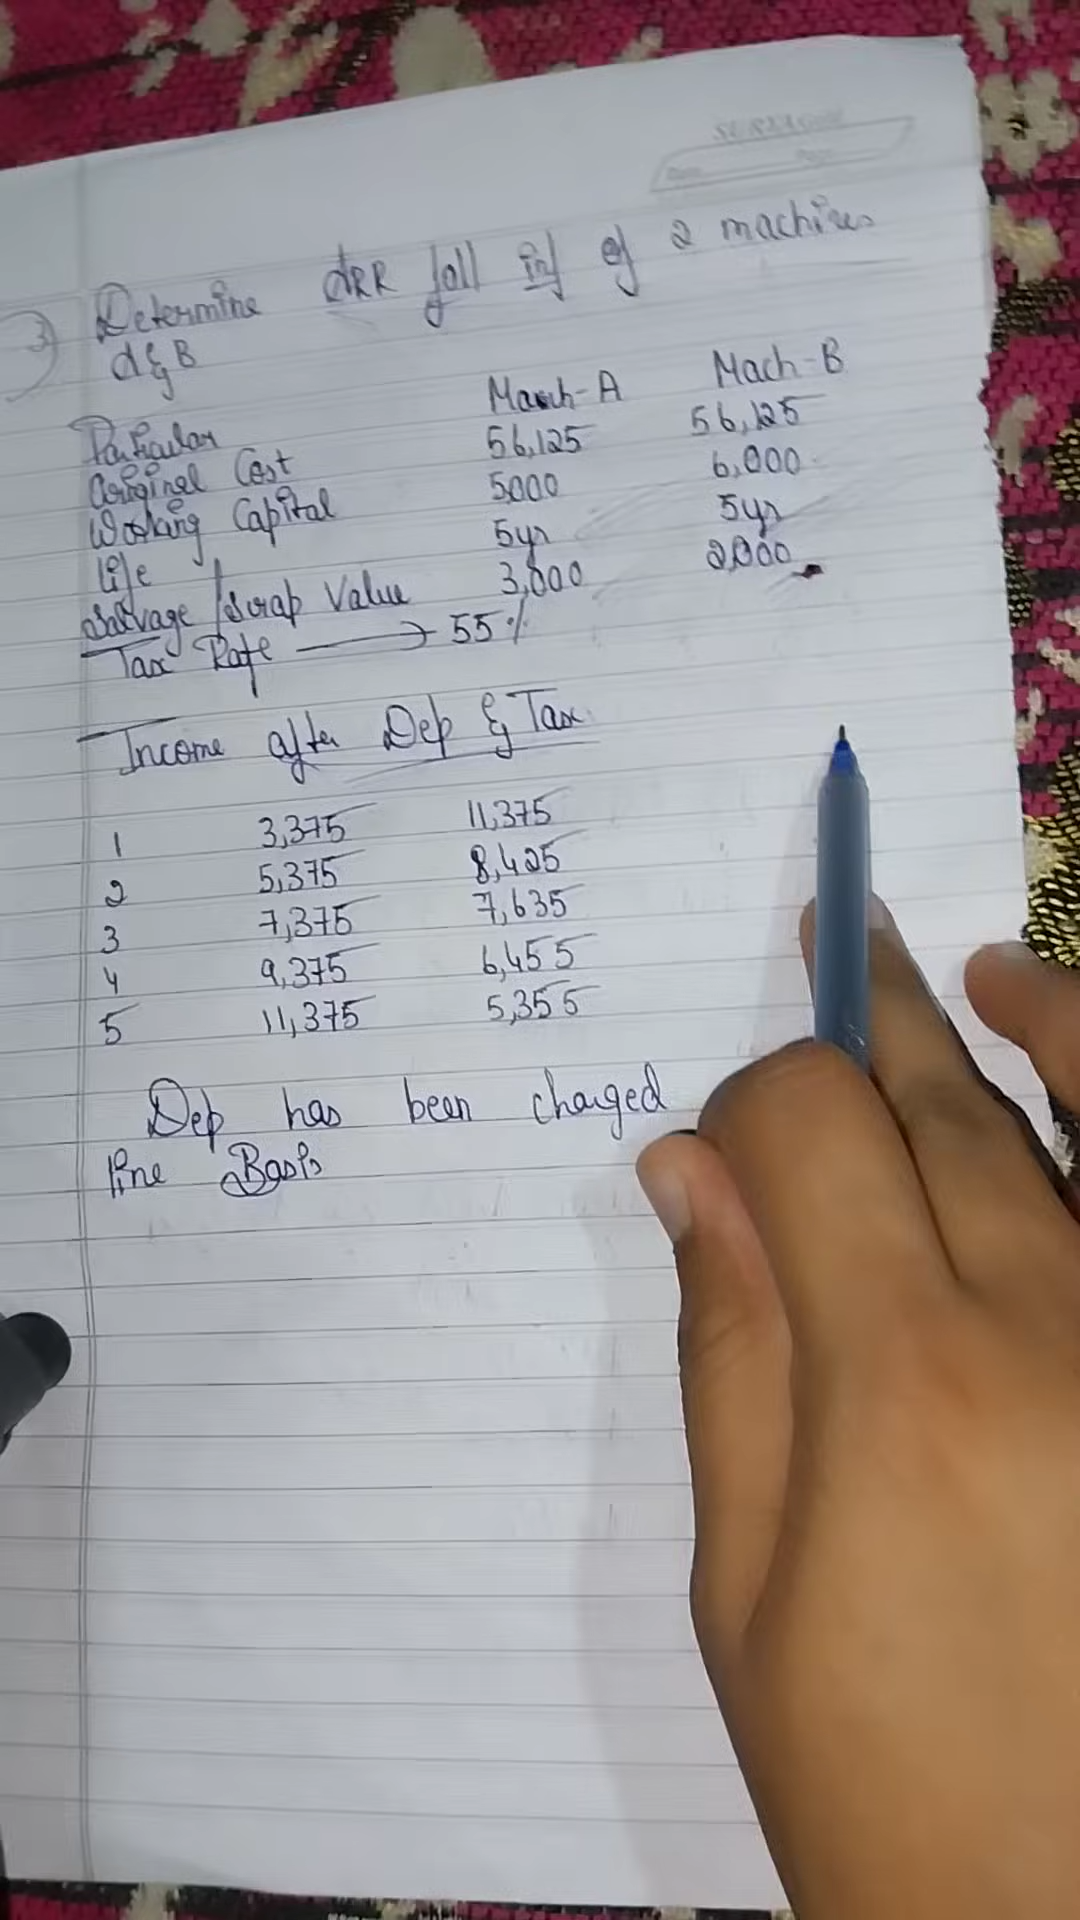 3)
Determine ARR foll inf of 2 machines
A & B
Particular Mach-A Mach-B
Original Cost 56,125 56,125
Working Capital 5000 6,000
Life 5yr 5yr
Salvage/Scrap Value 3,000 2,000
Tax Rate → 55%
Income after Dep & Tax
1 3,375 11,375
2 5,375 8,425
3 7,375 7,635
4 9,375 6,455
5 11,375 5,355
Dep has been charged
line Basis